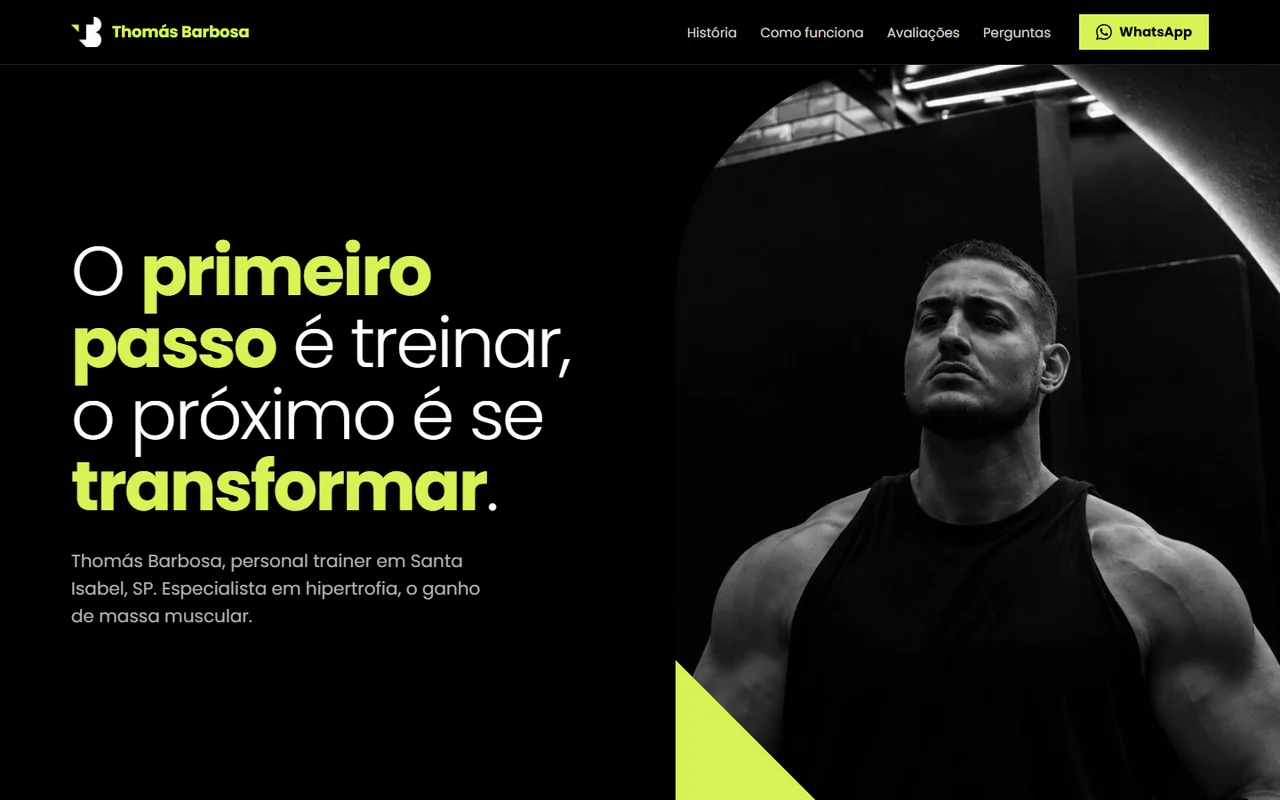 Thomás Barbosa
História
Como funciona
Avaliações
Perguntas
WhatsApp
O primeiro
passo é treinar,
o próximo é se
transformar.
Thomás Barbosa, personal trainer em Santa
Isabel, SP. Especialista em hipertrofia, o ganho
de massa muscular.